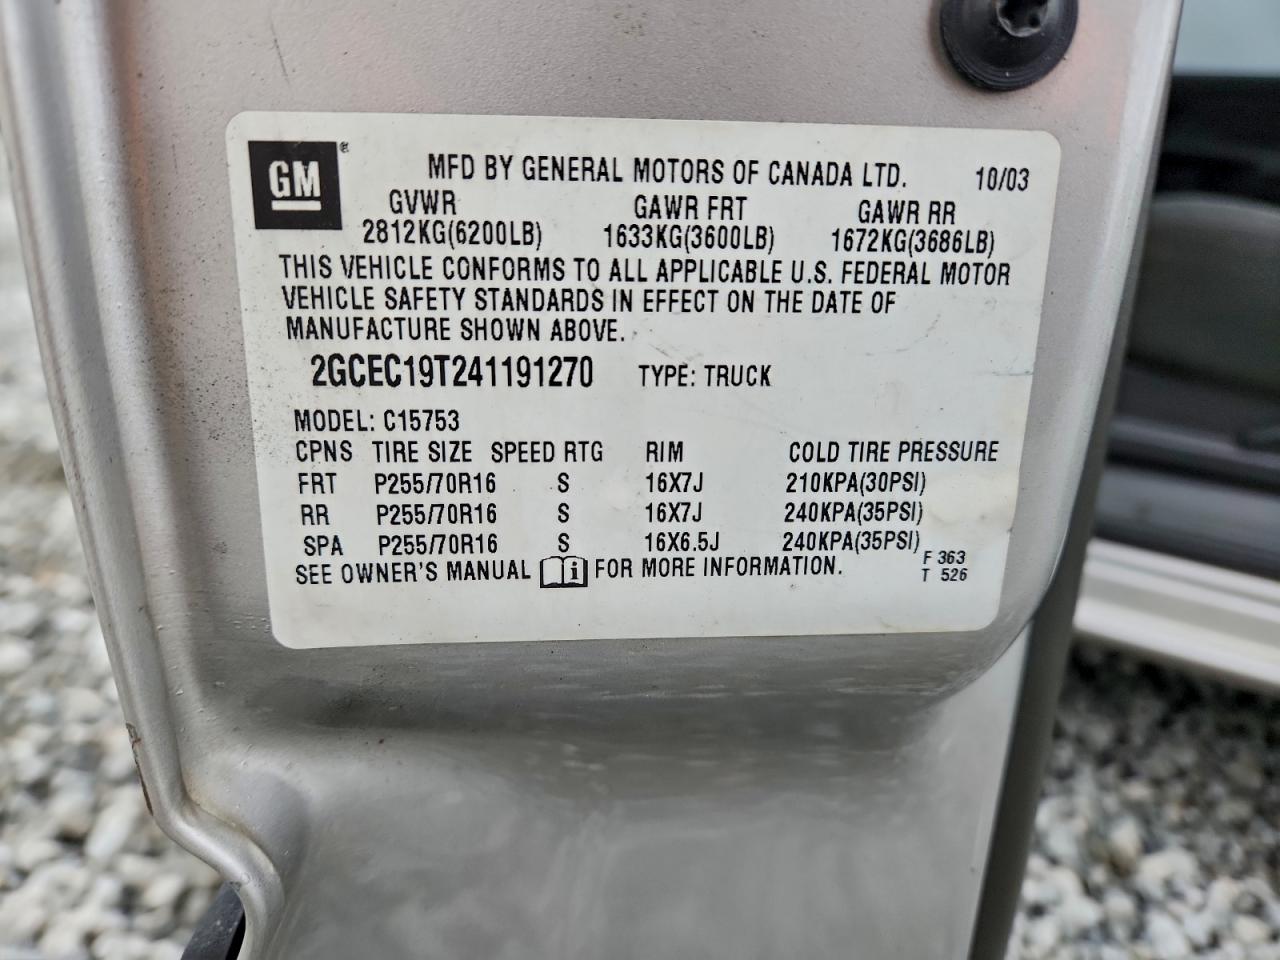 GM®
MFD BY GENERAL MOTORS OF CANADA LTD. 10/03
GVWR GAWR FRT GAWR RR
2812KG(6200LB) 1633KG(3600LB) 1672KG(3686LB)
THIS VEHICLE CONFORMS TO ALL APPLICABLE U.S. FEDERAL MOTOR
VEHICLE SAFETY STANDARDS IN EFFECT ON THE DATE OF
MANUFACTURE SHOWN ABOVE.
2GCEC19T241191270 TYPE: TRUCK
MODEL: C15753
CPNS TIRE SIZE SPEED RTG RIM COLD TIRE PRESSURE
FRT P255/70R16 S 16X7J 210KPA(30PSI)
RR P255/70R16 S 16X7J 240KPA(35PSI)
SPA P255/70R16 S 16X6.5J 240KPA(35PSI)
SEE OWNER'S MANUAL i FOR MORE INFORMATION.
F 363
T 526